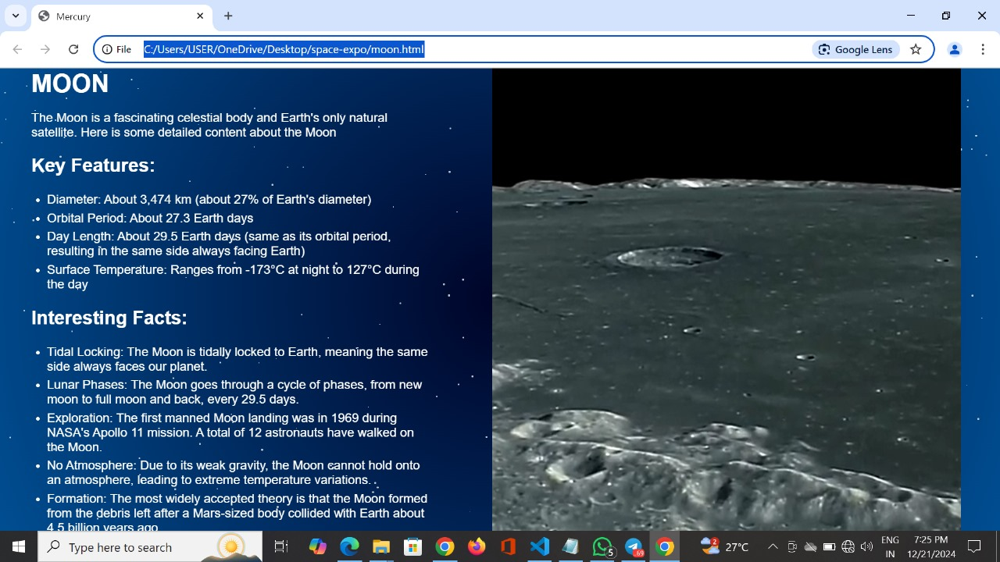 Mercury
File
C:/Users/USER/OneDrive/Desktop/space-expo/moon.html
Google Lens
MOON
The Moon is a fascinating celestial body and Earth's only natural
satellite. Here is some detailed content about the Moon
Key Features:
• Diameter: About 3,474 km (about 27% of Earth's diameter)
• Orbital Period: About 27.3 Earth days
• Day Length: About 29.5 Earth days (same as its orbital period,
resulting in the same side always facing Earth)
• Surface Temperature: Ranges from -173°C at night to 127°C during
the day
Interesting Facts:
• Tidal Locking: The Moon is tidally locked to Earth, meaning the same
side always faces our planet.
• Lunar Phases: The Moon goes through a cycle of phases, from new
moon to full moon and back, every 29.5 days.
• Exploration: The first manned Moon landing was in 1969 during
NASA's Apollo 11 mission. A total of 12 astronauts have walked on
the Moon.
• No Atmosphere: Due to its weak gravity, the Moon cannot hold onto
an atmosphere, leading to extreme temperature variations.
• Formation: The most widely accepted theory is that the Moon formed
from the debris left after a Mars-sized body collided with Earth about
4.5 billion years ago
Type here to search
5
.69
2
27°C
ENG
IN
7:25 PM
12/21/2024